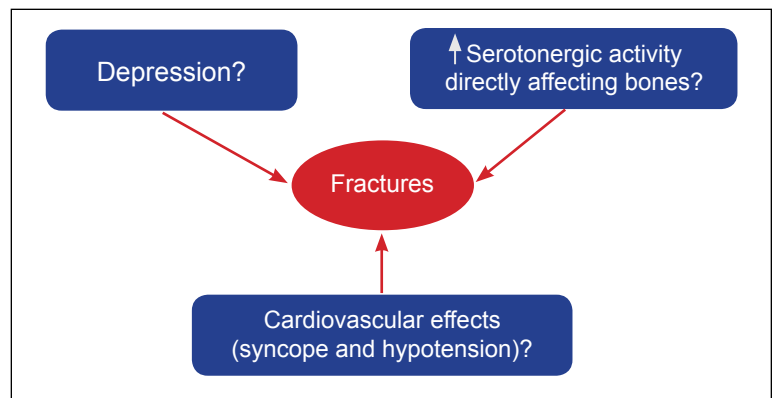 Depression?
↑ Serotonergic activity
directly affecting bones?
Fractures
Cardiovascular effects
(syncope and hypotension)?